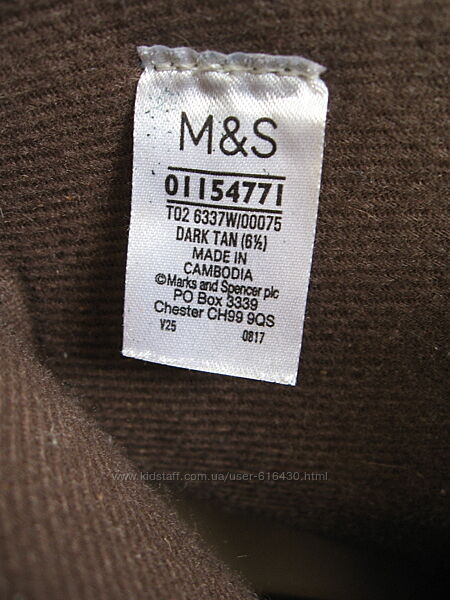 M&S
01154771
T02 6337W/00075
DARK TAN (6½)
MADE IN
CAMBODIA
©Marks and Spencer plc
PO Box 3339
Chester CH99 9QS
V25 0817
www.kidstaff.com.ua/user-616430.html